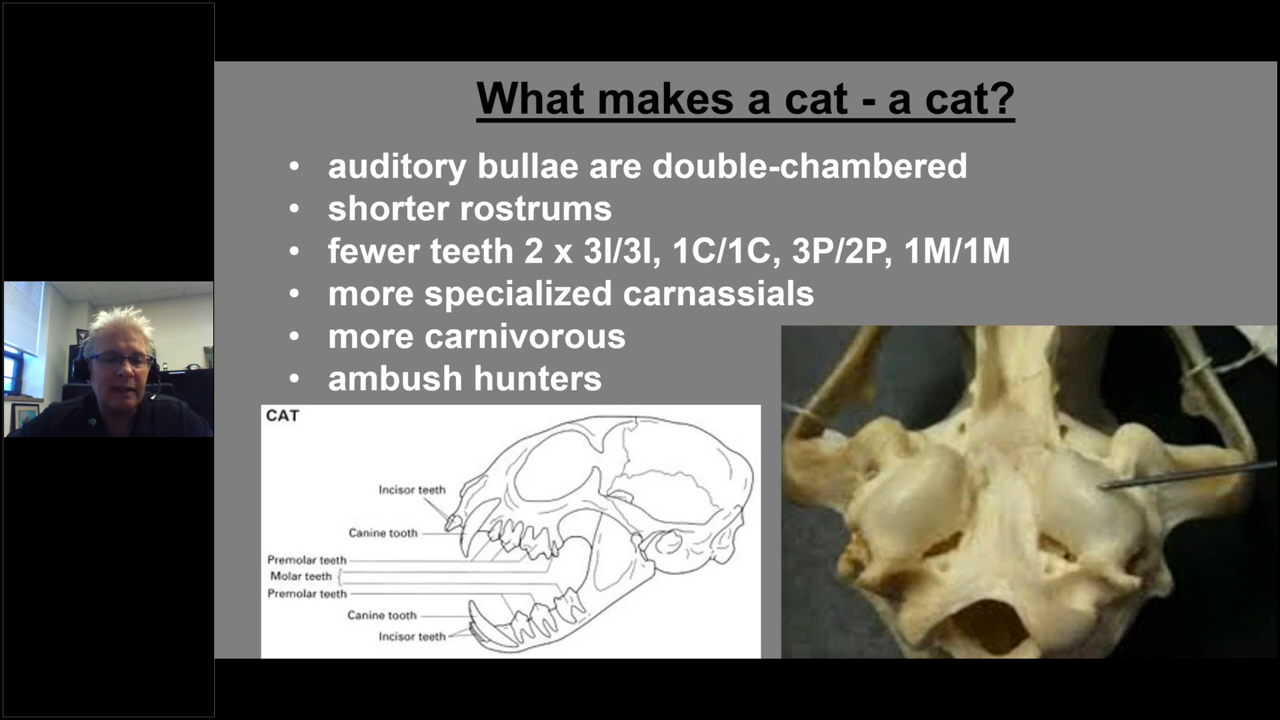 What makes a cat - a cat?
• auditory bullae are double-chambered
• shorter rostrums
• fewer teeth 2 x 3I/3I, 1C/1C, 3P/2P, 1M/1M
• more specialized carnassials
• more carnivorous
• ambush hunters
CAT
Incisor teeth
Canine tooth
Premolar teeth
Molar teeth
Premolar teeth
Canine tooth
Incisor teeth